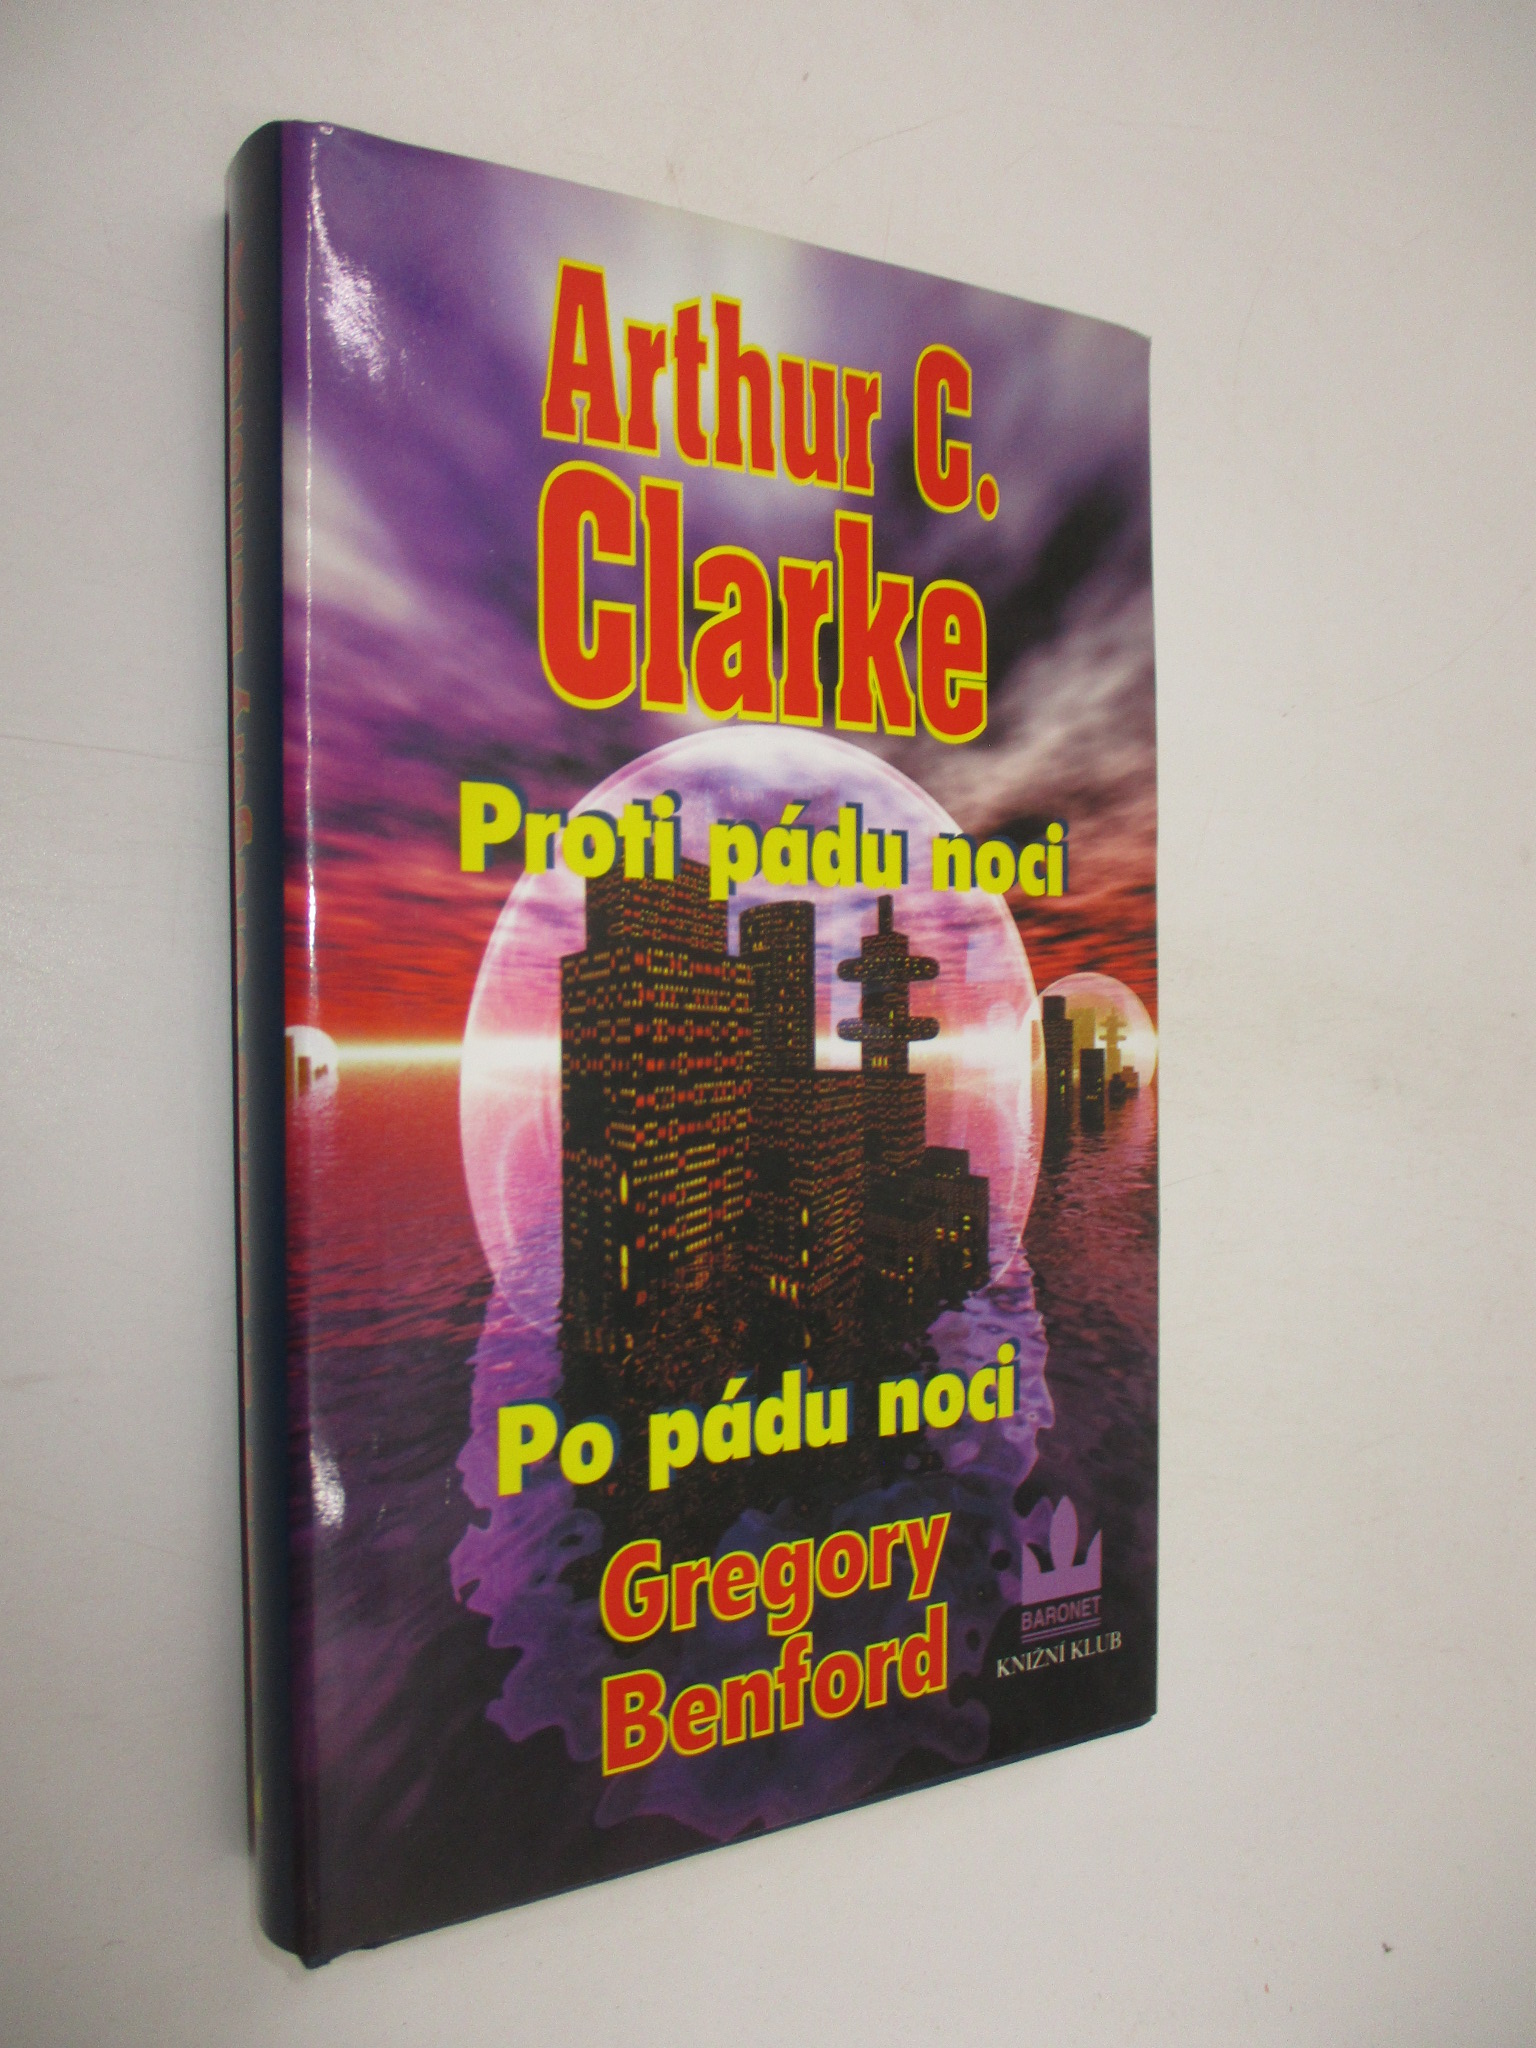 Arthur C.
Clarke
Proti pádu noci
Po pádu noci
Gregory
Benford
BARONET
KNIŽNÍ KLUB